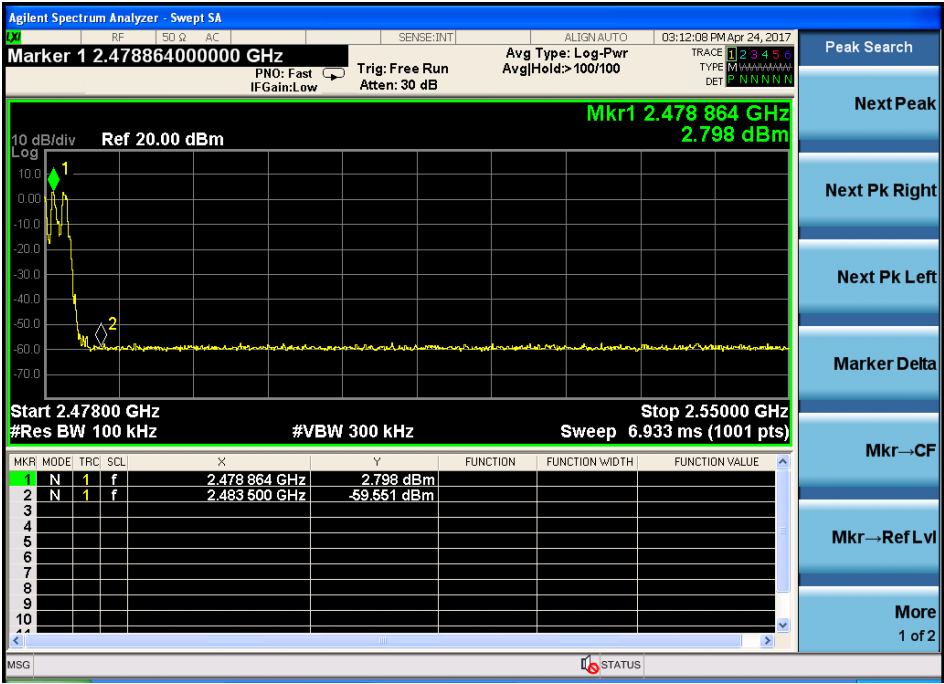 Agilent Spectrum Analyzer - Swept SA
LXI RF 50 Ω AC SENSE:INT ALIGN AUTO 03:12:08 PM Apr 24, 2017
Marker 1 2.478864000000 GHz
PNO: Fast
IFGain:Low
Trig: Free Run
Atten: 30 dB
Avg Type: Log-Pwr
Avg|Hold:>100/100
TRACE 1 2 3 4 5 6
TYPE M
DET P N N N N N
Mkr1 2.478 864 GHz
2.798 dBm
10 dB/div Ref 20.00 dBm
Log
10.0
0.00
-10.0
-20.0
-30.0
-40.0
-50.0
-60.0
-70.0
1
2
Start 2.47800 GHz Stop 2.55000 GHz
#Res BW 100 kHz #VBW 300 kHz Sweep 6.933 ms (1001 pts)
MKR MODE TRC SCL X Y FUNCTION FUNCTION WIDTH FUNCTION VALUE
1 N 1 f 2.478 864 GHz 2.798 dBm
2 N 1 f 2.483 500 GHz -59.551 dBm
3
4
5
6
7
8
9
10
11
MSG STATUS
Peak Search
Next Peak
Next Pk Right
Next Pk Left
Marker Delta
Mkr→CF
Mkr→Ref Lvl
More
1 of 2